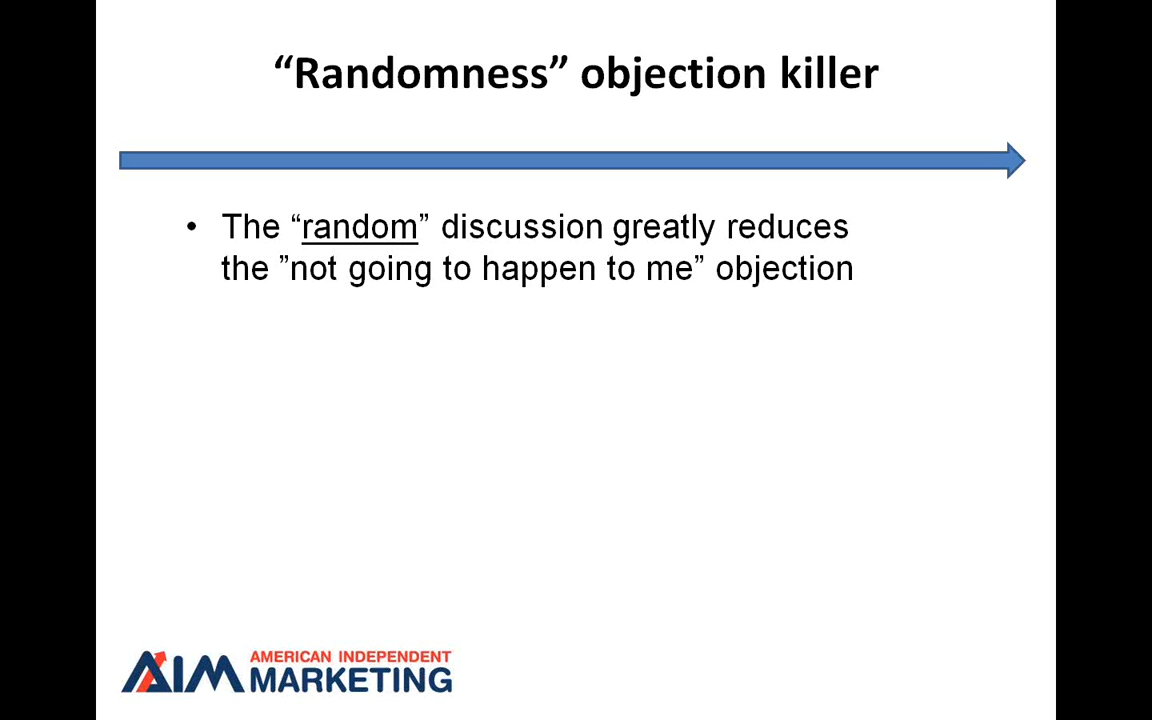 “Randomness” objection killer
• The “random” discussion greatly reduces
the ”not going to happen to me” objection
AIM AMERICAN INDEPENDENT
MARKETING